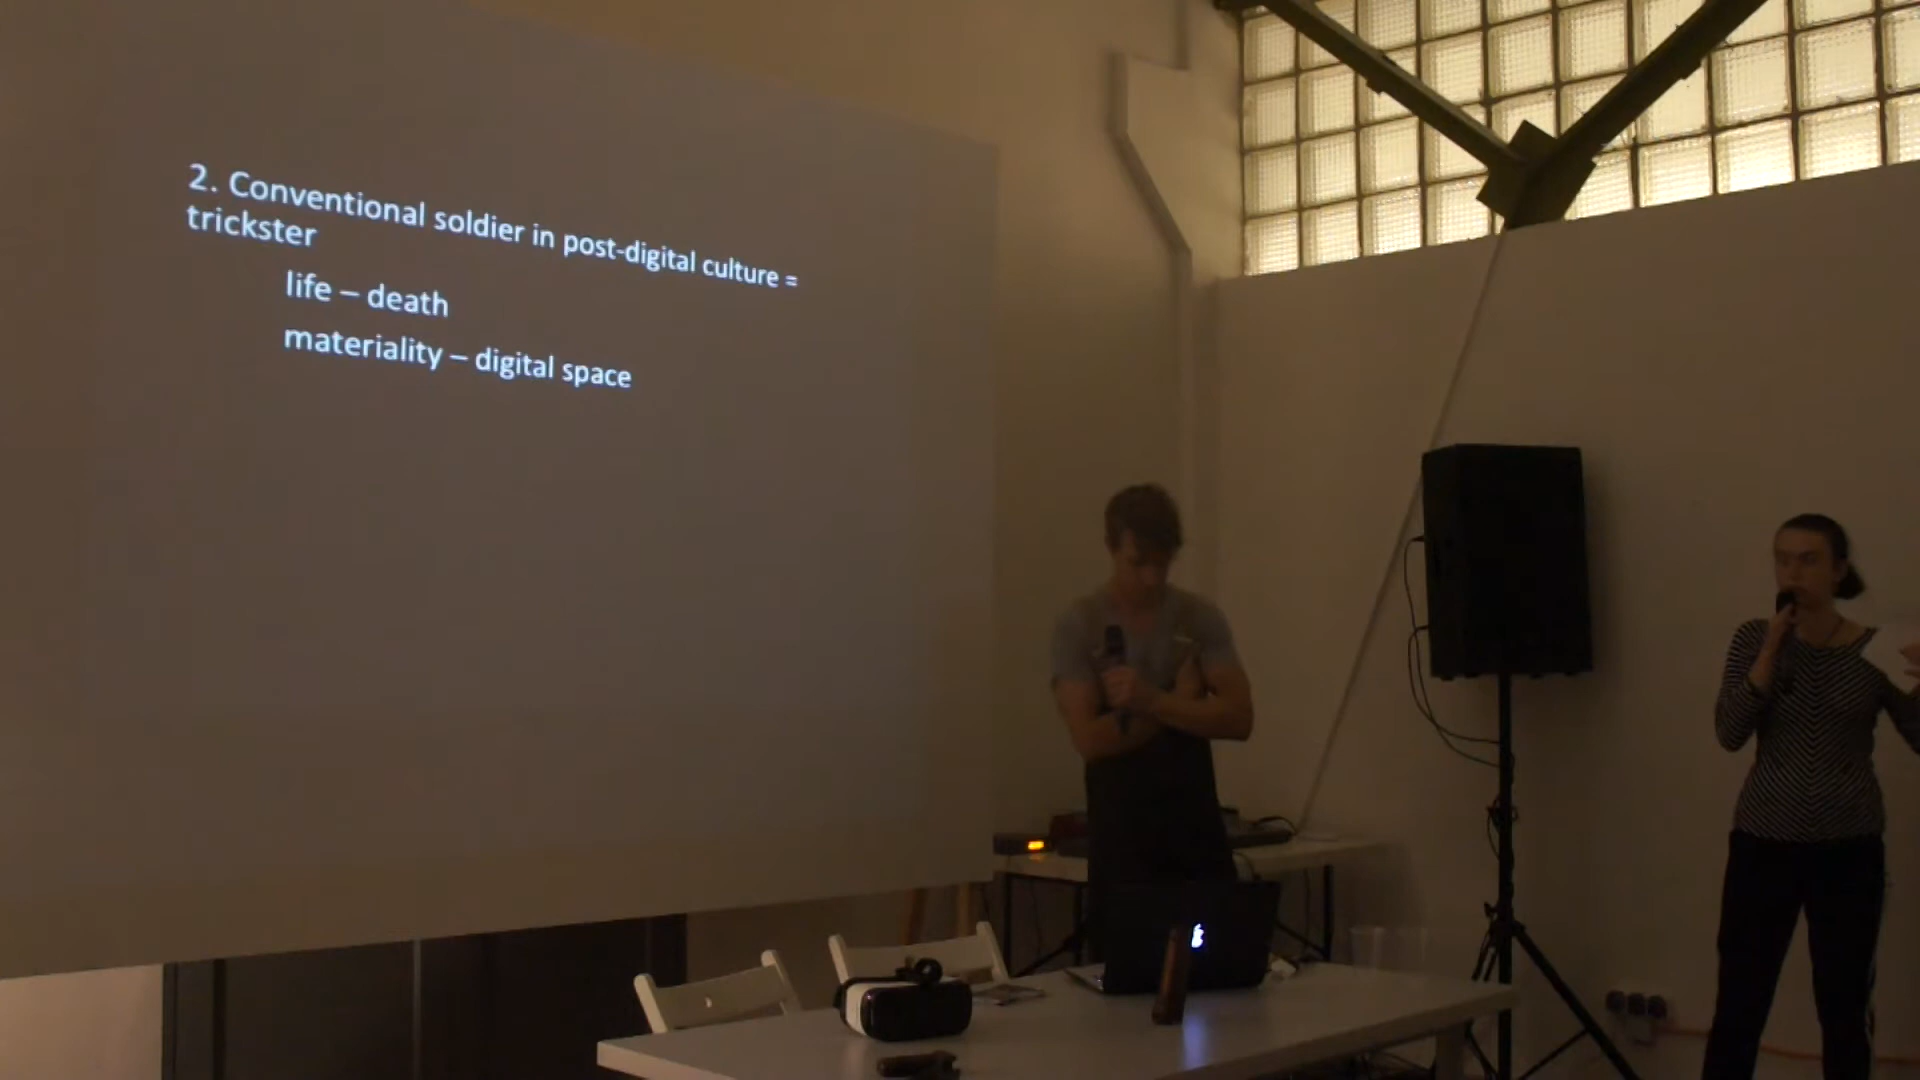 2. Conventional soldier in post-digital culture =
trickster
life – death
materiality – digital space